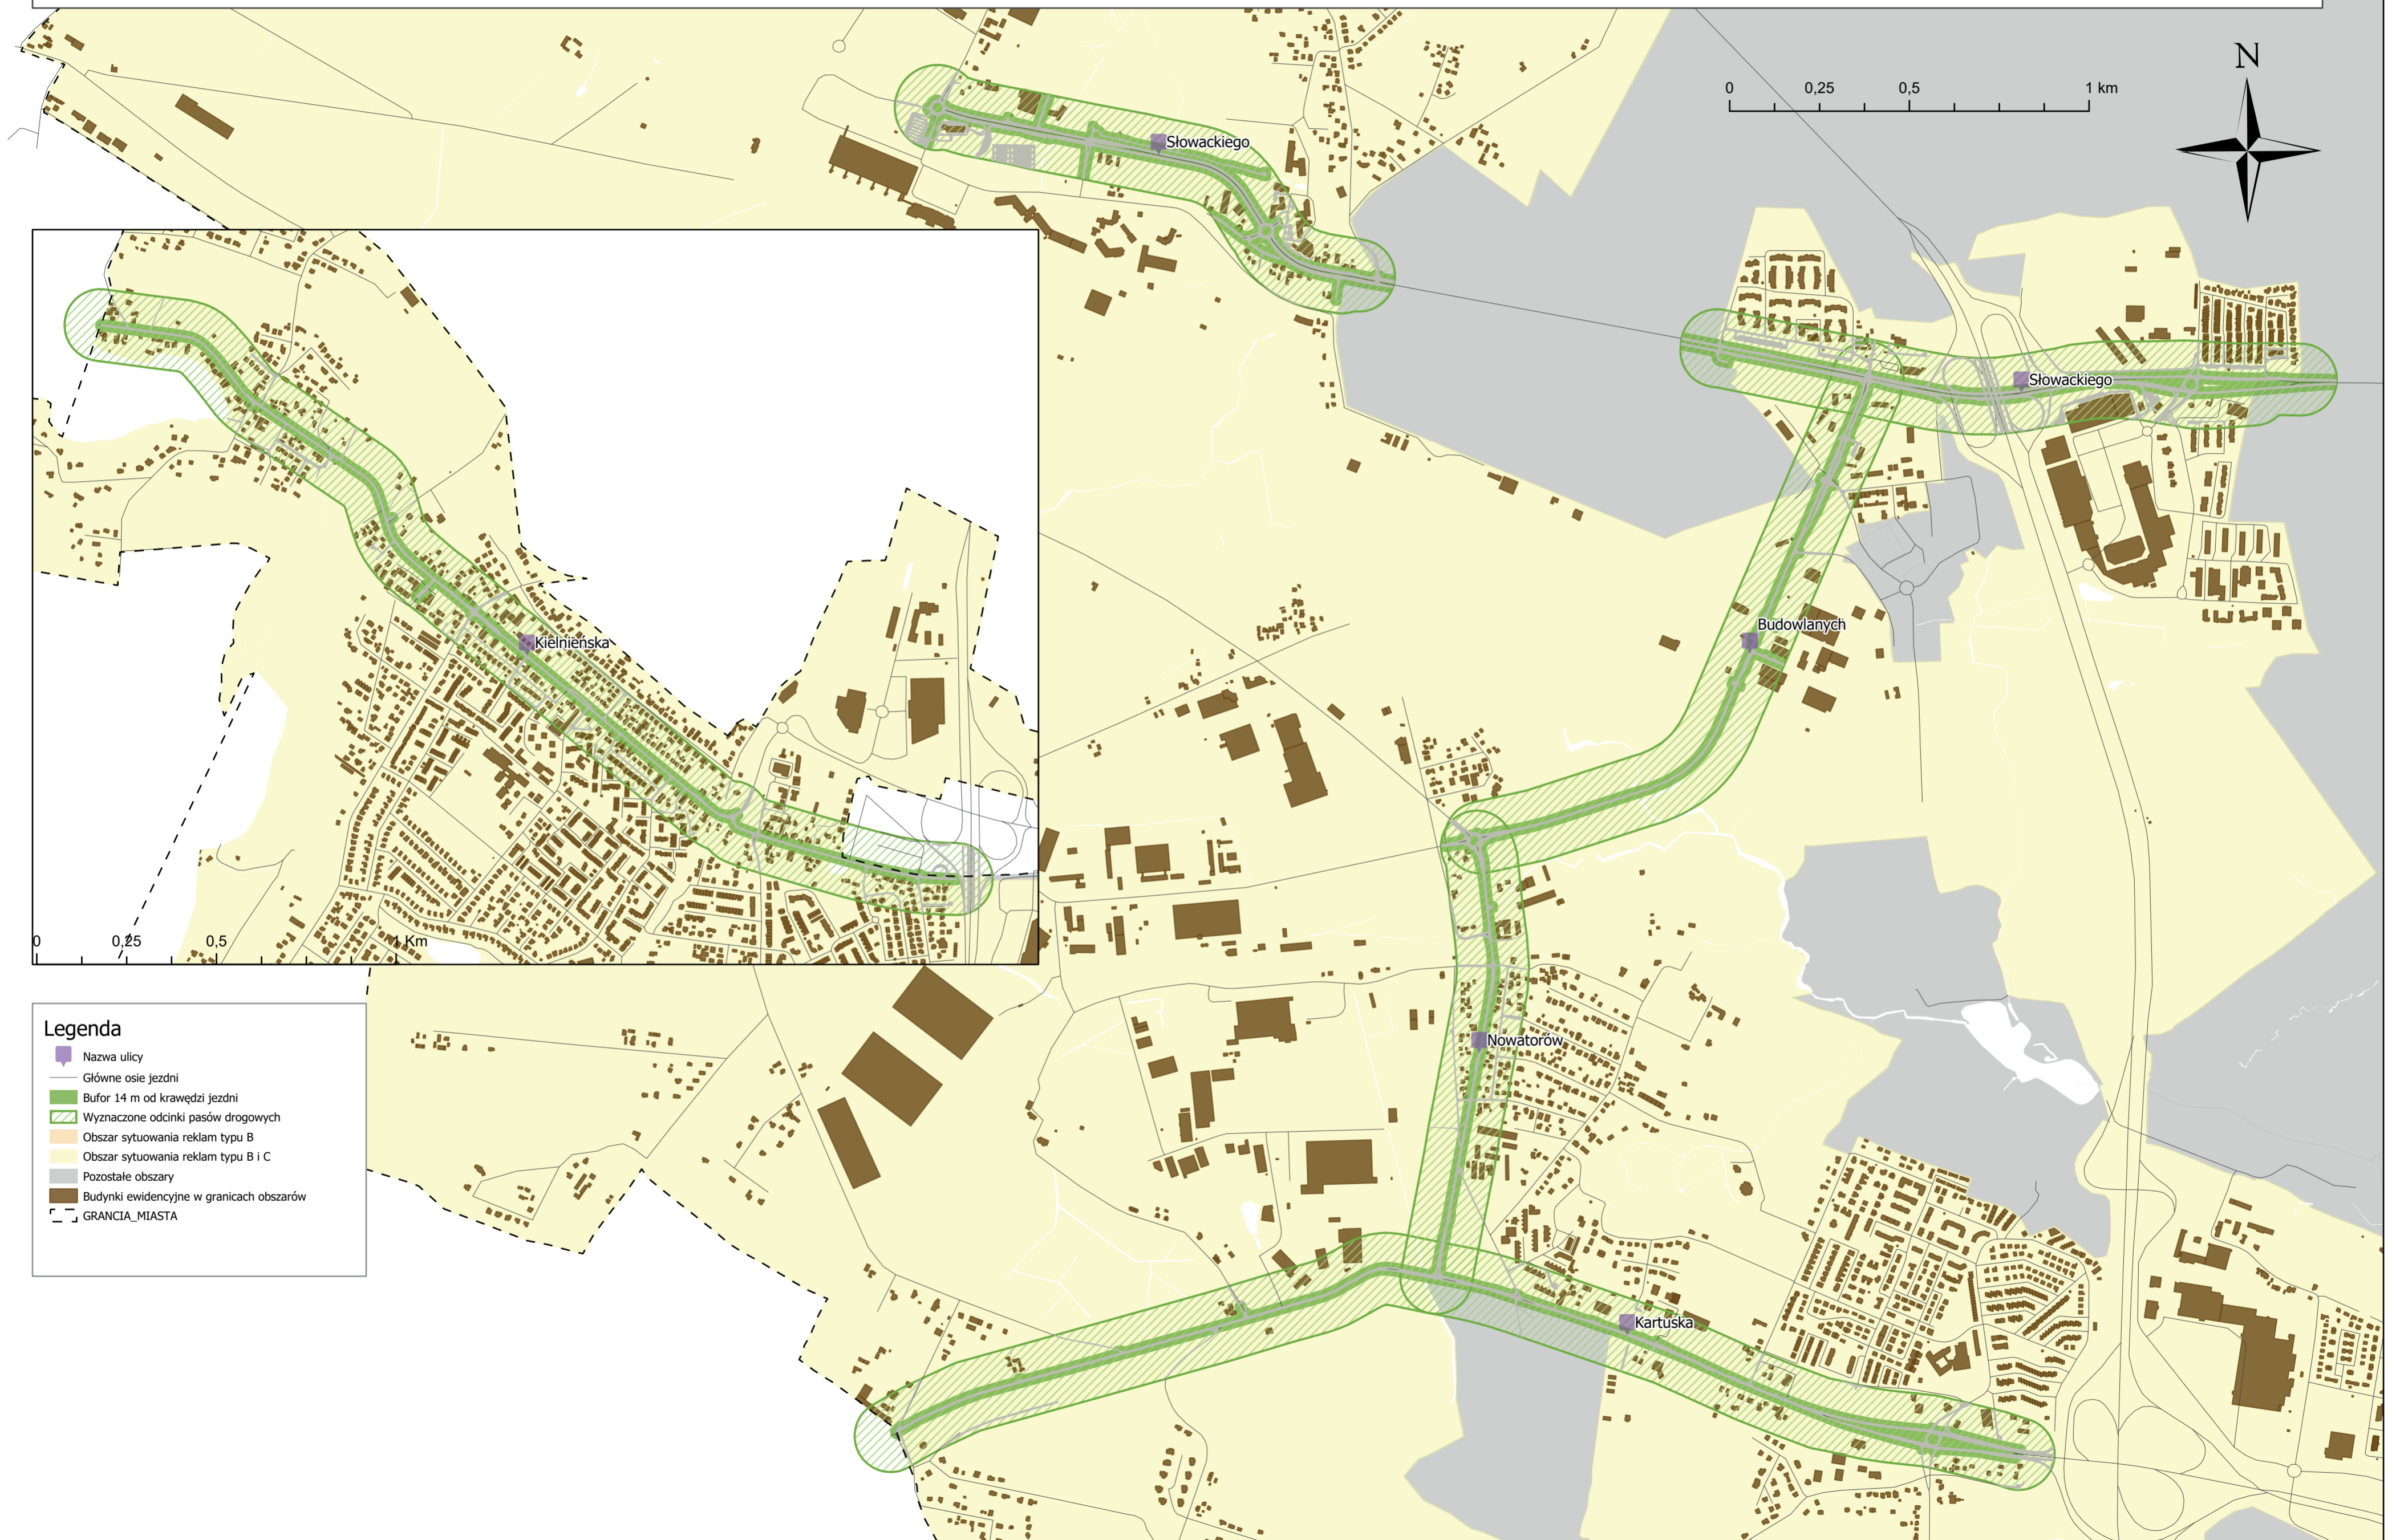 N
0 0,25 0,5 1 km
Słowackiego
Słowackiego
Budowlanych
Kielnieńska
Nowatorów
Kartuska
0 0,25 0,5 1 Km
Legenda
Nazwa ulicy
Główne osie jezdni
Bufor 14 m od krawędzi jezdni
Wyznaczone odcinki pasów drogowych
Obszar sytuowania reklam typu B
Obszar sytuowania reklam typu B i C
Pozostałe obszary
Budynki ewidencyjne w granicach obszarów
GRANCIA_MIASTA